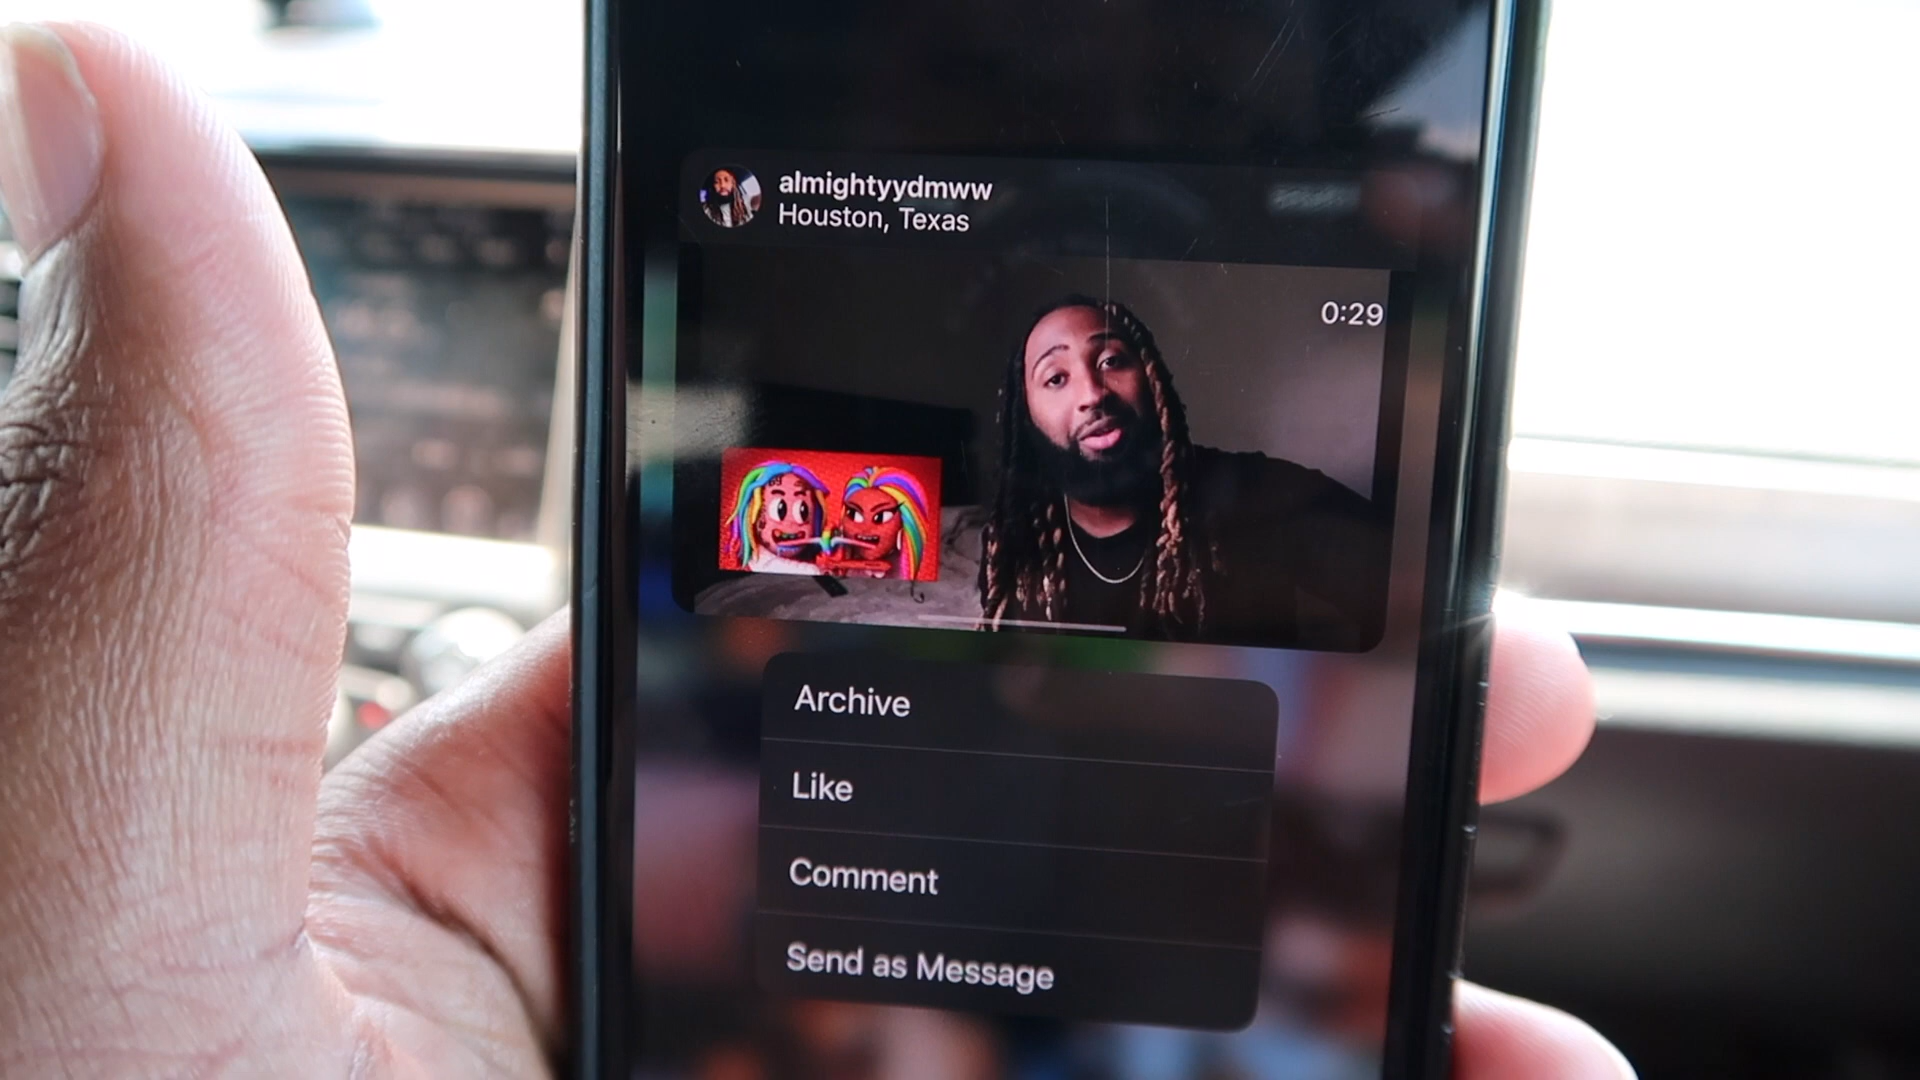 almightyydmww
Houston, Texas
0:29
Archive
Like
Comment
Send as Message